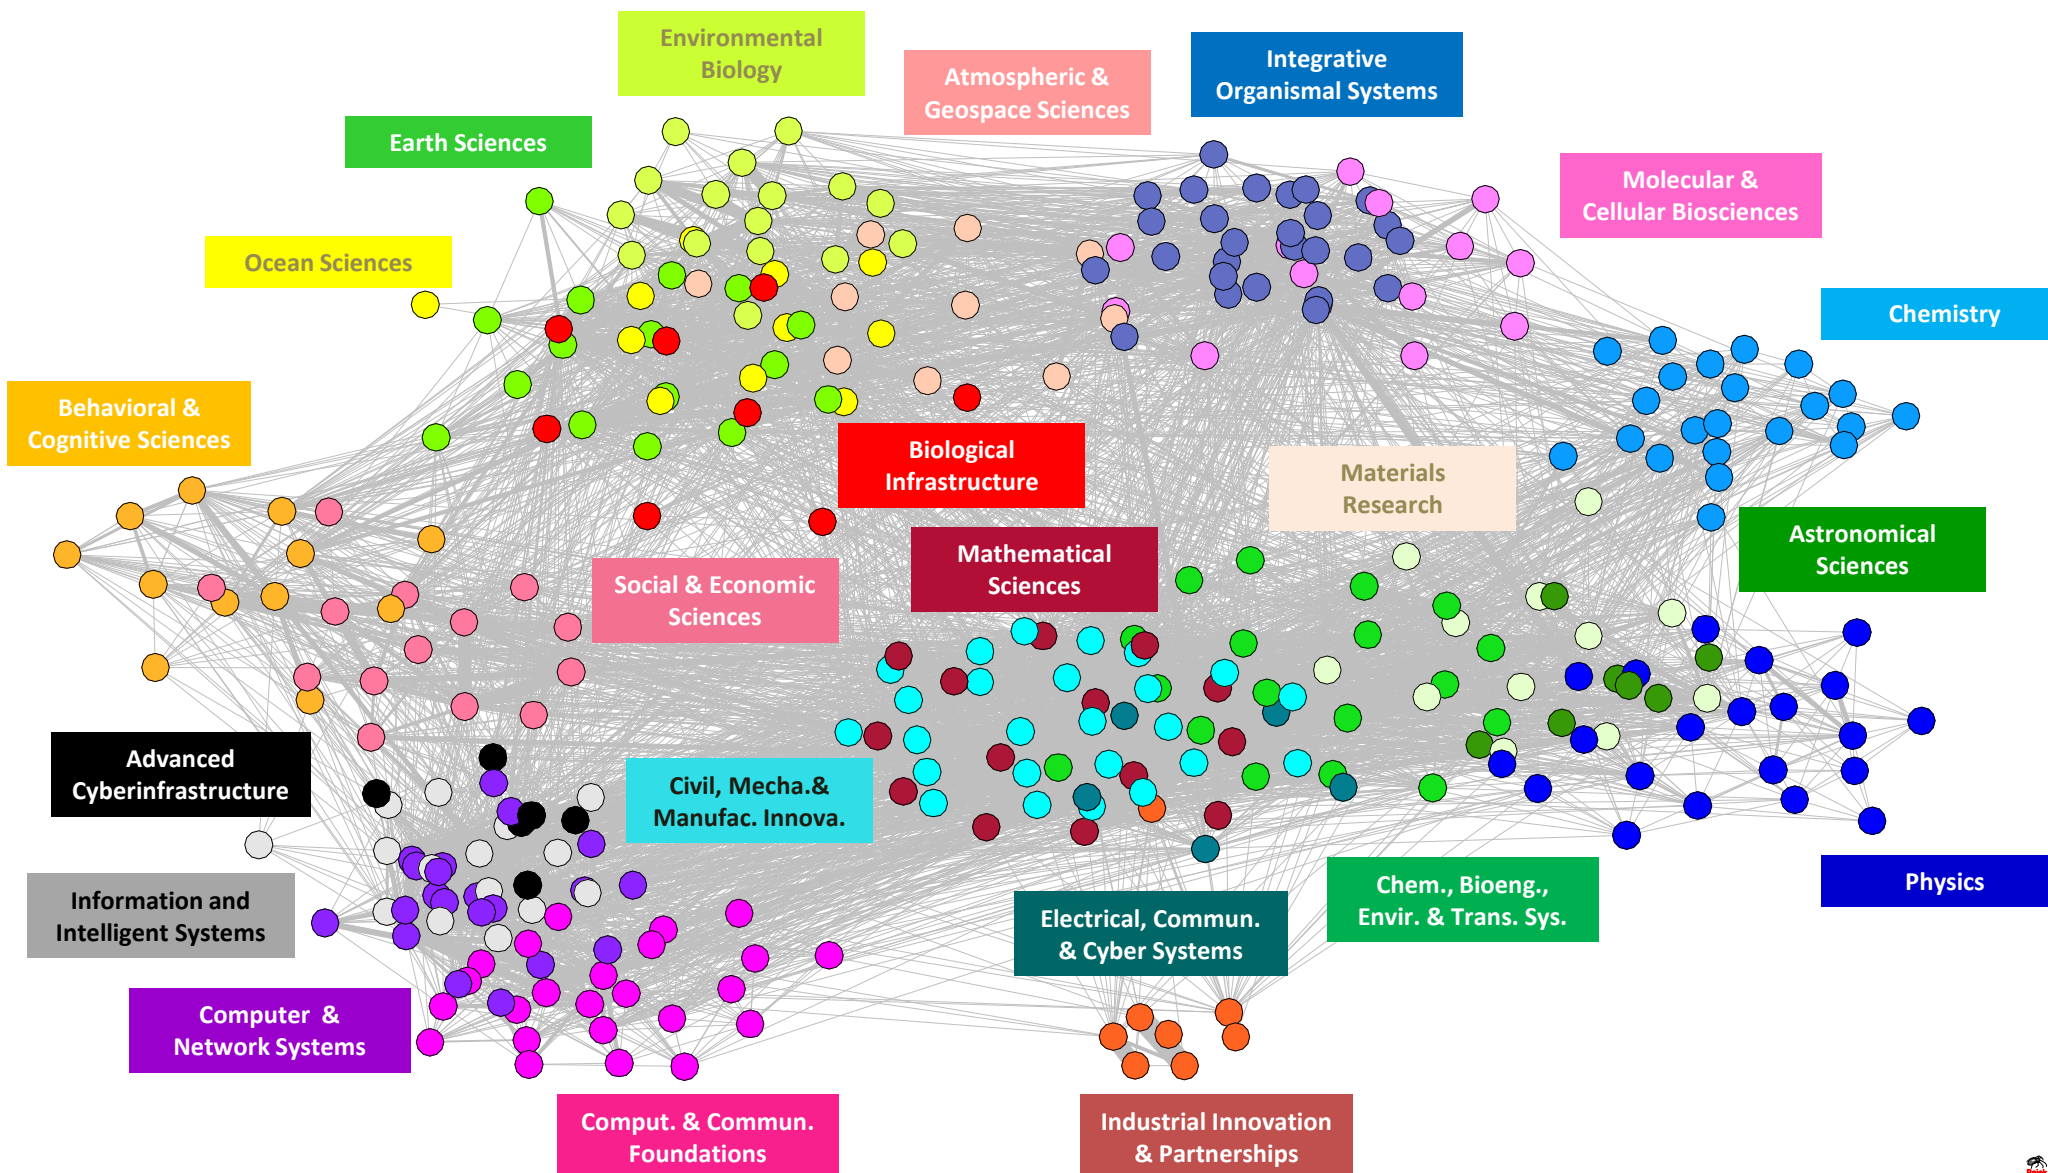 Environmental
Biology
Atmospheric &
Geospace Sciences
Integrative
Organismal Systems
Earth Sciences
Molecular &
Cellular Biosciences
Ocean Sciences
Chemistry
Behavioral &
Cognitive Sciences
Biological
Infrastructure
Materials
Research
Astronomical
Sciences
Mathematical
Sciences
Social & Economic
Sciences
Advanced
Cyberinfrastructure
Civil, Mecha.&
Manufac. Innova.
Information and
Intelligent Systems
Electrical, Commun.
& Cyber Systems
Chem., Bioeng.,
Envir. & Trans. Sys.
Physics
Computer &
Network Systems
Comput. & Commun.
Foundations
Industrial Innovation
& Partnerships